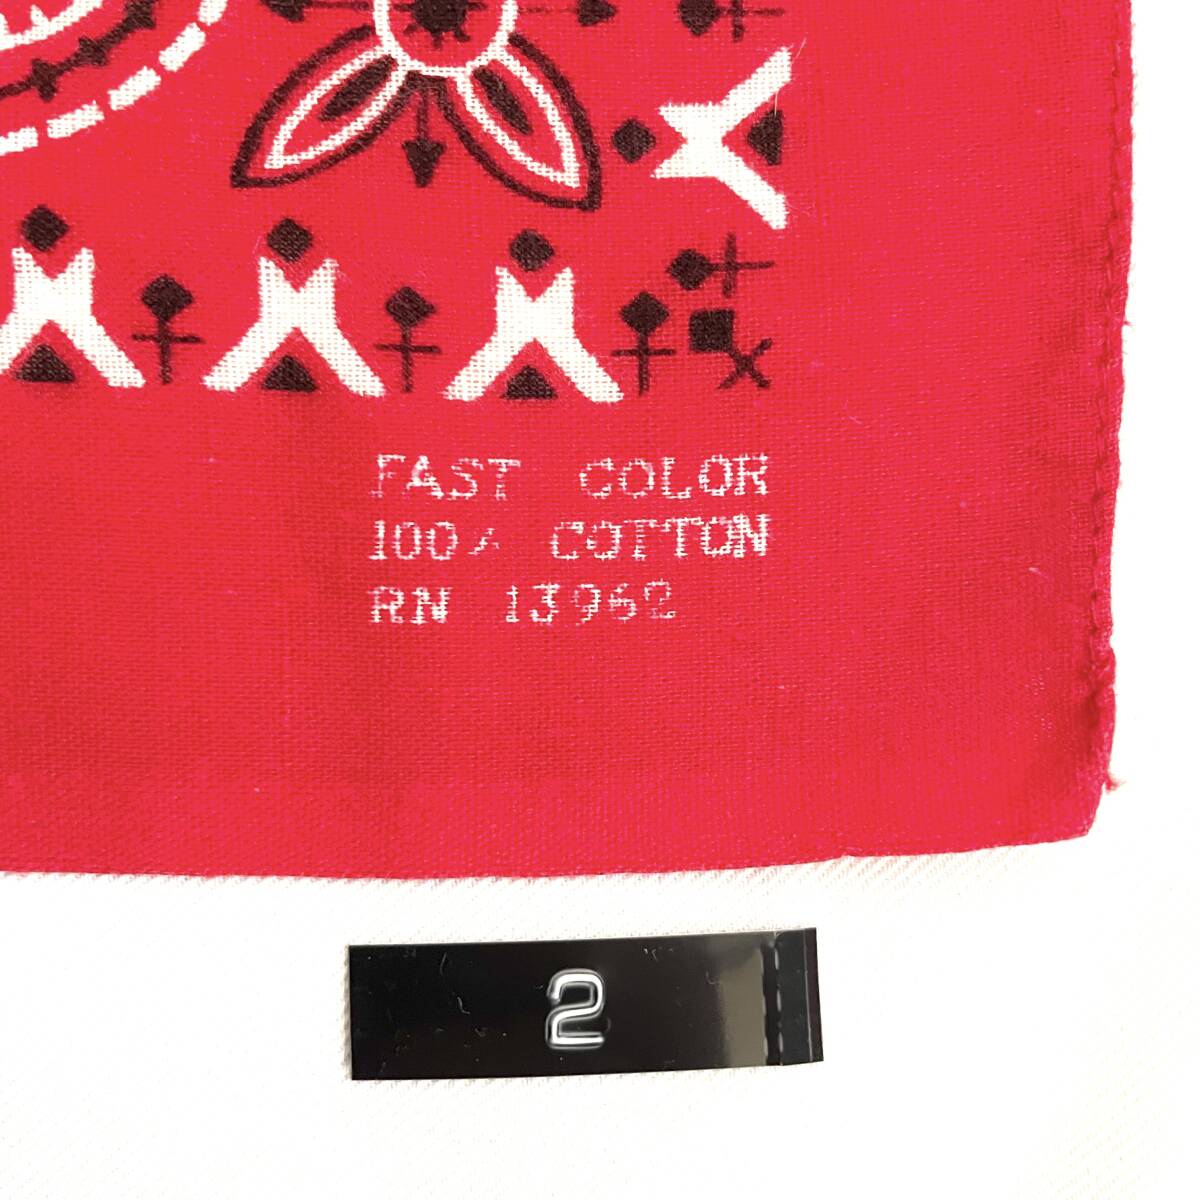 FAST COLOR
100% COTTON
RN 13962
2